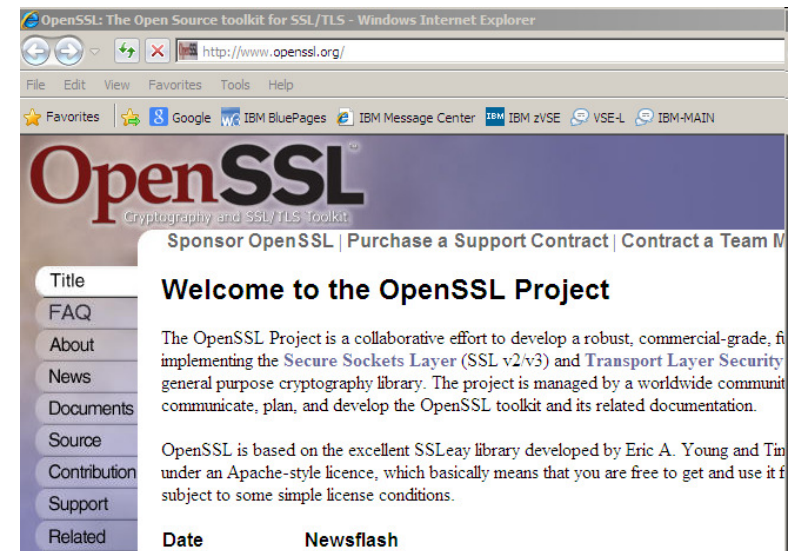 OpenSSL: The Open Source toolkit for SSL/TLS - Windows Internet Explorer
http://www.openssl.org/
File Edit View Favorites Tools Help
Favorites Google IBM BluePages IBM Message Center IBM IBM zVSE VSE-L IBM-MAIN
OpenSSL™
Cryptography and SSL/TLS Toolkit
Sponsor OpenSSL | Purchase a Support Contract | Contract a Team M
Title
FAQ
About
News
Documents
Source
Contribution
Support
Related
Welcome to the OpenSSL Project
The OpenSSL Project is a collaborative effort to develop a robust, commercial-grade, fu
implementing the Secure Sockets Layer (SSL v2/v3) and Transport Layer Security
general purpose cryptography library. The project is managed by a worldwide communit
communicate, plan, and develop the OpenSSL toolkit and its related documentation.
OpenSSL is based on the excellent SSLeay library developed by Eric A. Young and Tim
under an Apache-style licence, which basically means that you are free to get and use it f
subject to some simple license conditions.
Date Newsflash